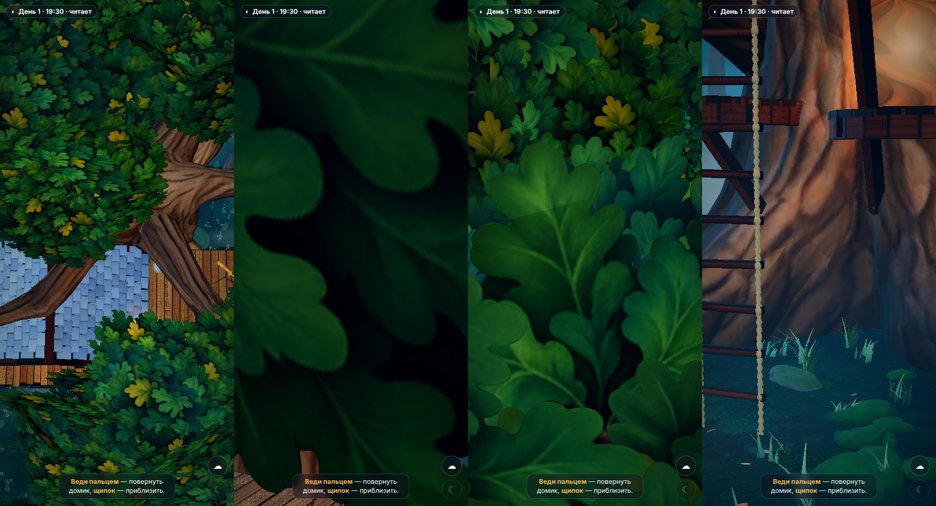 День 1 · 19:30 · читает
Веди пальцем — повернуть
домик, щипок — приблизить.
День 1 · 19:30 · читает
Веди пальцем — повернуть
домик, щипок — приблизить.
День 1 · 19:30 · читает
Веди пальцем — повернуть
домик, щипок — приблизить.
День 1 · 19:30 · читает
Веди пальцем — повернуть
домик, щипок — приблизить.